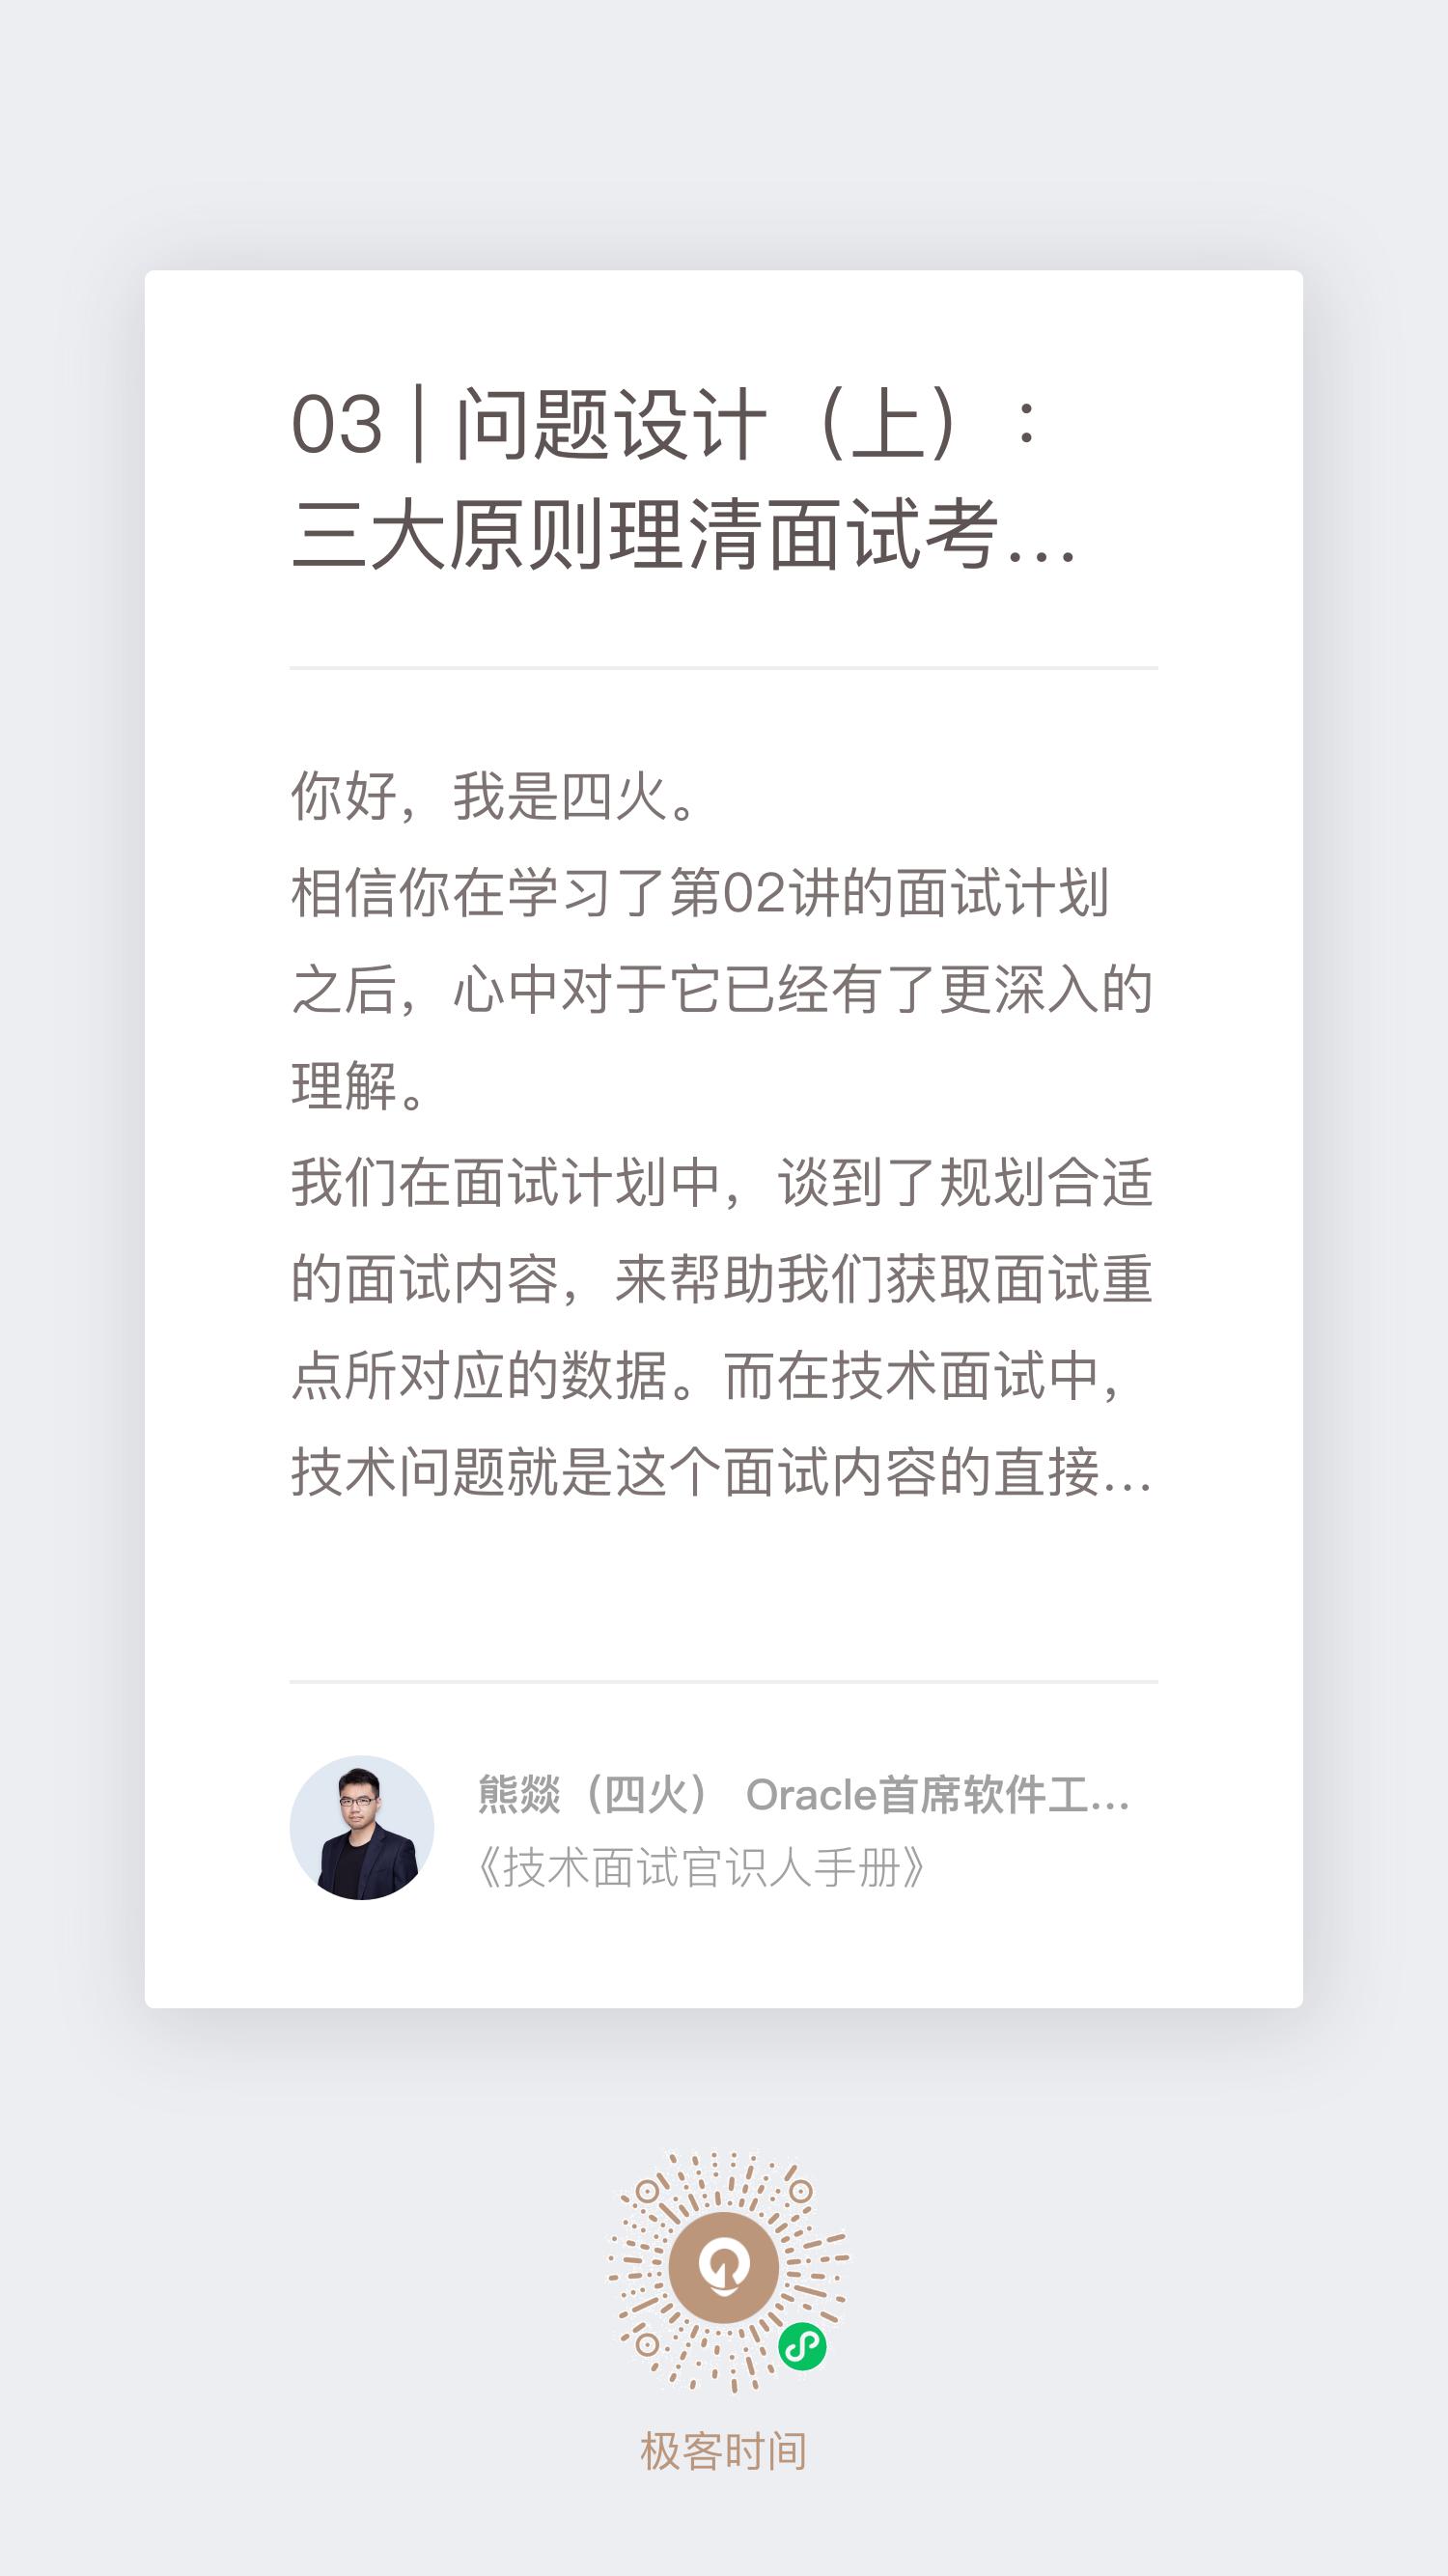 03 | 问题设计（上）：
三大原则理清面试考...
你好，我是四火。
相信你在学习了第02讲的面试计划
之后，心中对于它已经有了更深入的
理解。
我们在面试计划中，谈到了规划合适
的面试内容，来帮助我们获取面试重
点所对应的数据。而在技术面试中，
技术问题就是这个面试内容的直接...
熊燚（四火） Oracle首席软件工...
《技术面试官识人手册》
极客时间